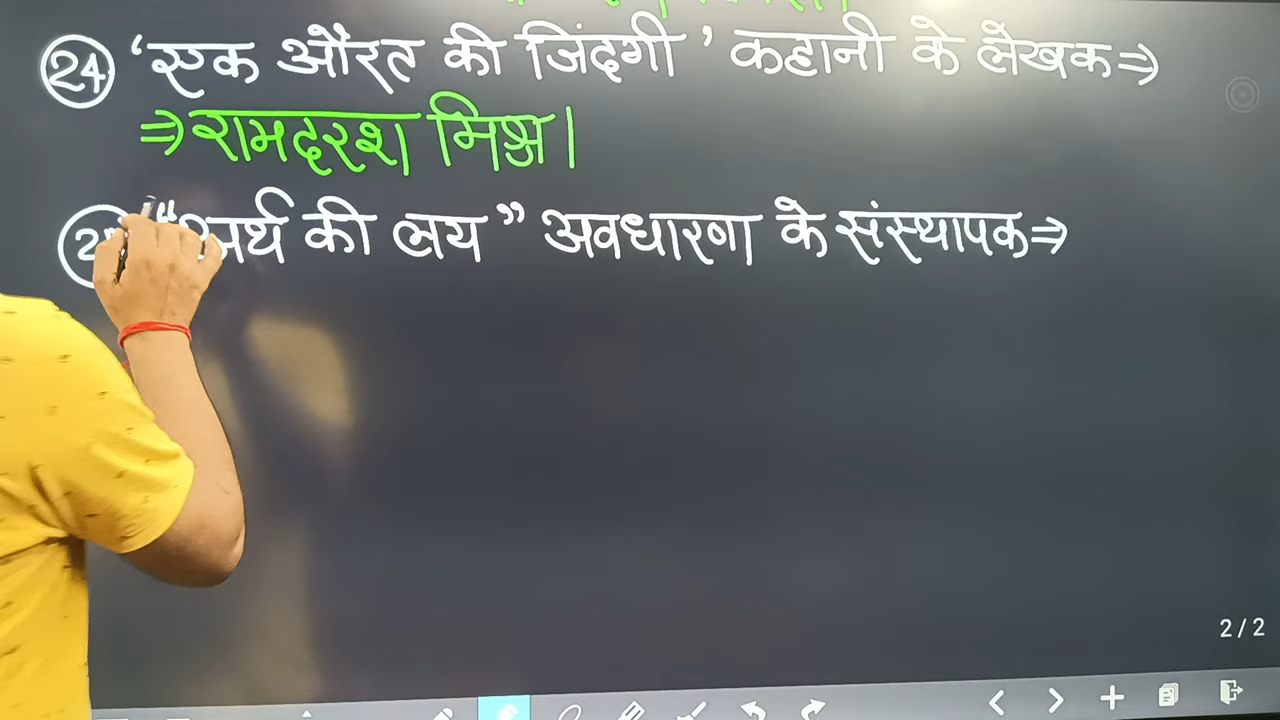 24 ‘एक औरत की जिंदगी’ कहानी के लेखक⇒
⇒रामदरश मिश्र।
“अर्थ की लय” अवधारणा के संस्थापक⇒
2/2